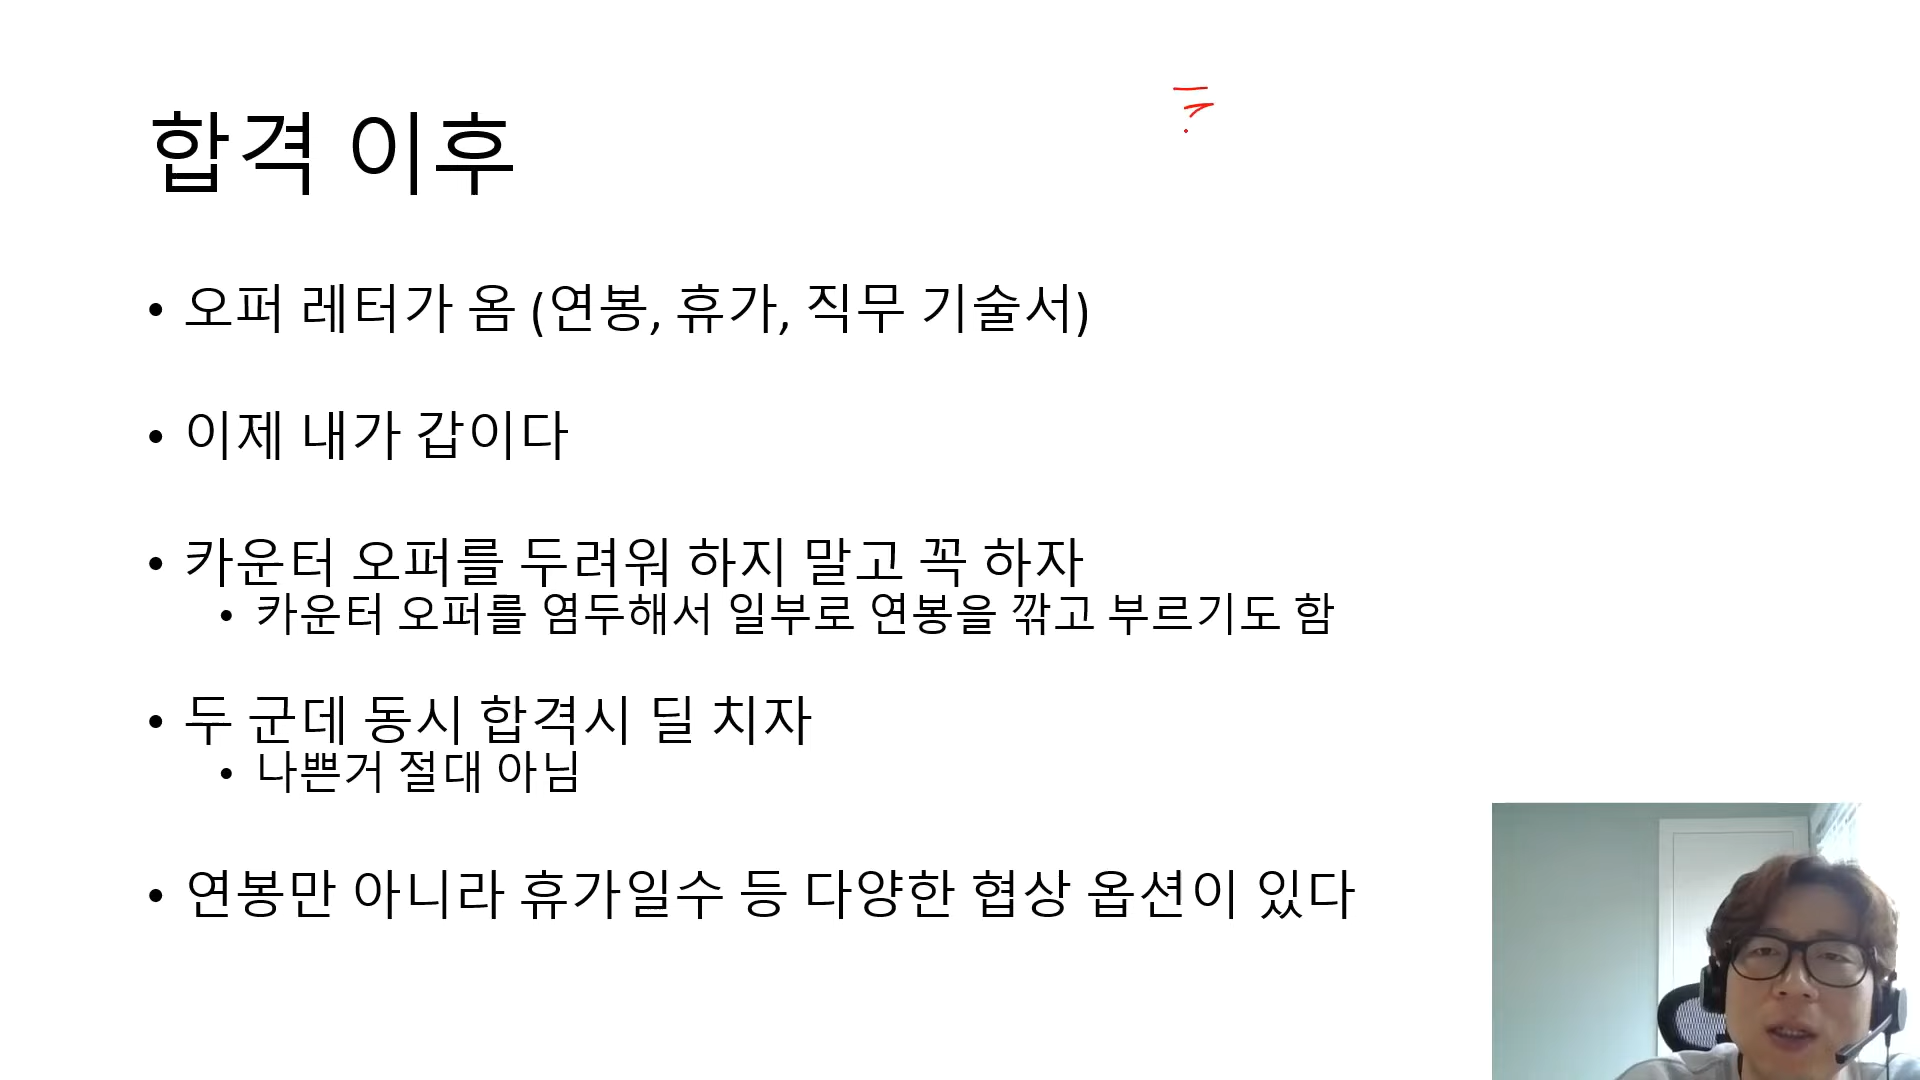 합격 이후
• 오퍼 레터가 옴 (연봉, 휴가, 직무 기술서)
• 이제 내가 갑이다
• 카운터 오퍼를 두려워 하지 말고 꼭 하자
• 카운터 오퍼를 염두해서 일부로 연봉을 깎고 부르기도 함
• 두 군데 동시 합격시 딜 치자
• 나쁜거 절대 아님
• 연봉만 아니라 휴가일수 등 다양한 협상 옵션이 있다